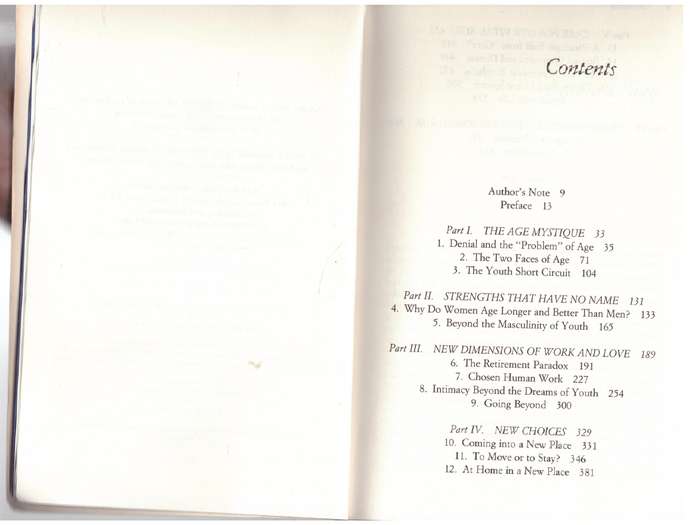 Contents
Author's Note 9
Preface 13
Part I. THE AGE MYSTIQUE 33
1. Denial and the "Problem" of Age 35
2. The Two Faces of Age 71
3. The Youth Short Circuit 104
Part II. STRENGTHS THAT HAVE NO NAME 131
4. Why Do Women Age Longer and Better Than Men? 133
5. Beyond the Masculinity of Youth 165
Part III. NEW DIMENSIONS OF WORK AND LOVE 189
6. The Retirement Paradox 191
7. Chosen Human Work 227
8. Intimacy Beyond the Dreams of Youth 254
9. Going Beyond 300
Part IV. NEW CHOICES 329
10. Coming into a New Place 331
11. To Move or to Stay? 346
12. At Home in a New Place 381